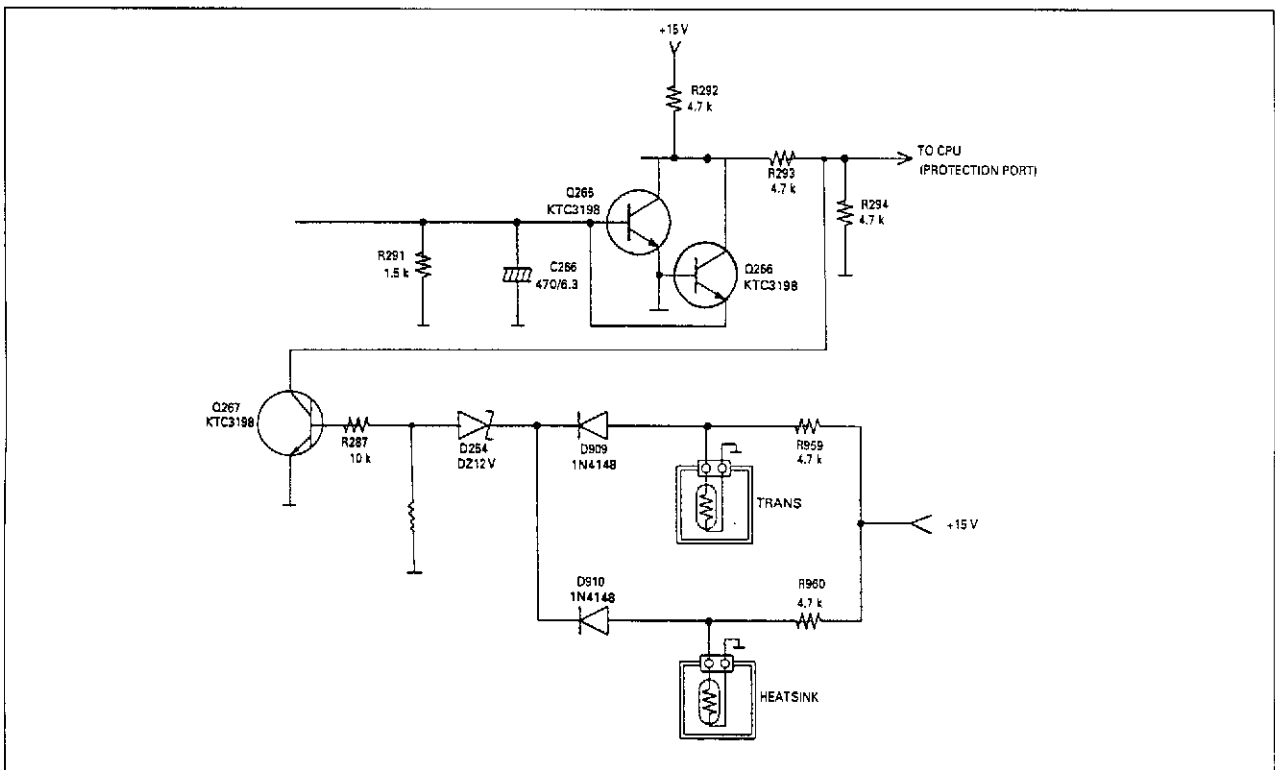 +15 V
R292
4.7 k
TO CPU
(PROTECTION PORT)
R293
4.7 k
R294
4.7 k
Q265
KTC3198
R291
1.5 k
C266
470/6.3
Q266
KTC3198
Q267
KTC3198
R287
10 k
D264
DZ12 V
D909
1N4148
R959
4.7 k
TRANS
+15 V
D910
1N4148
R960
4.7 k
HEATSINK